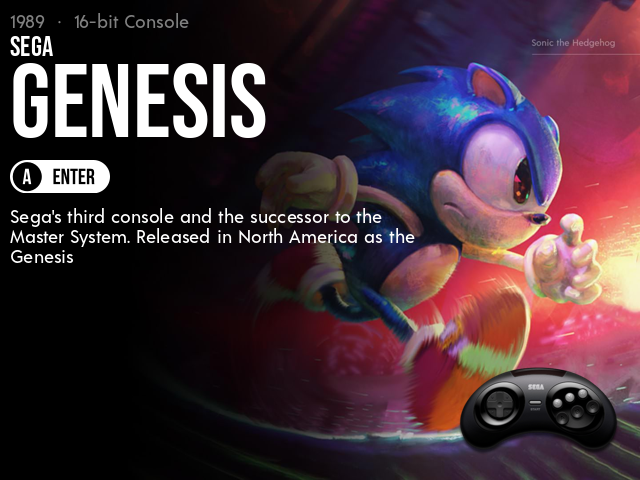 1989 · 16-bit Console
SEGA
GENESIS
A ENTER
Sega's third console and the successor to the
Master System. Released in North America as the
Genesis
Sonic the Hedgehog
SEGA